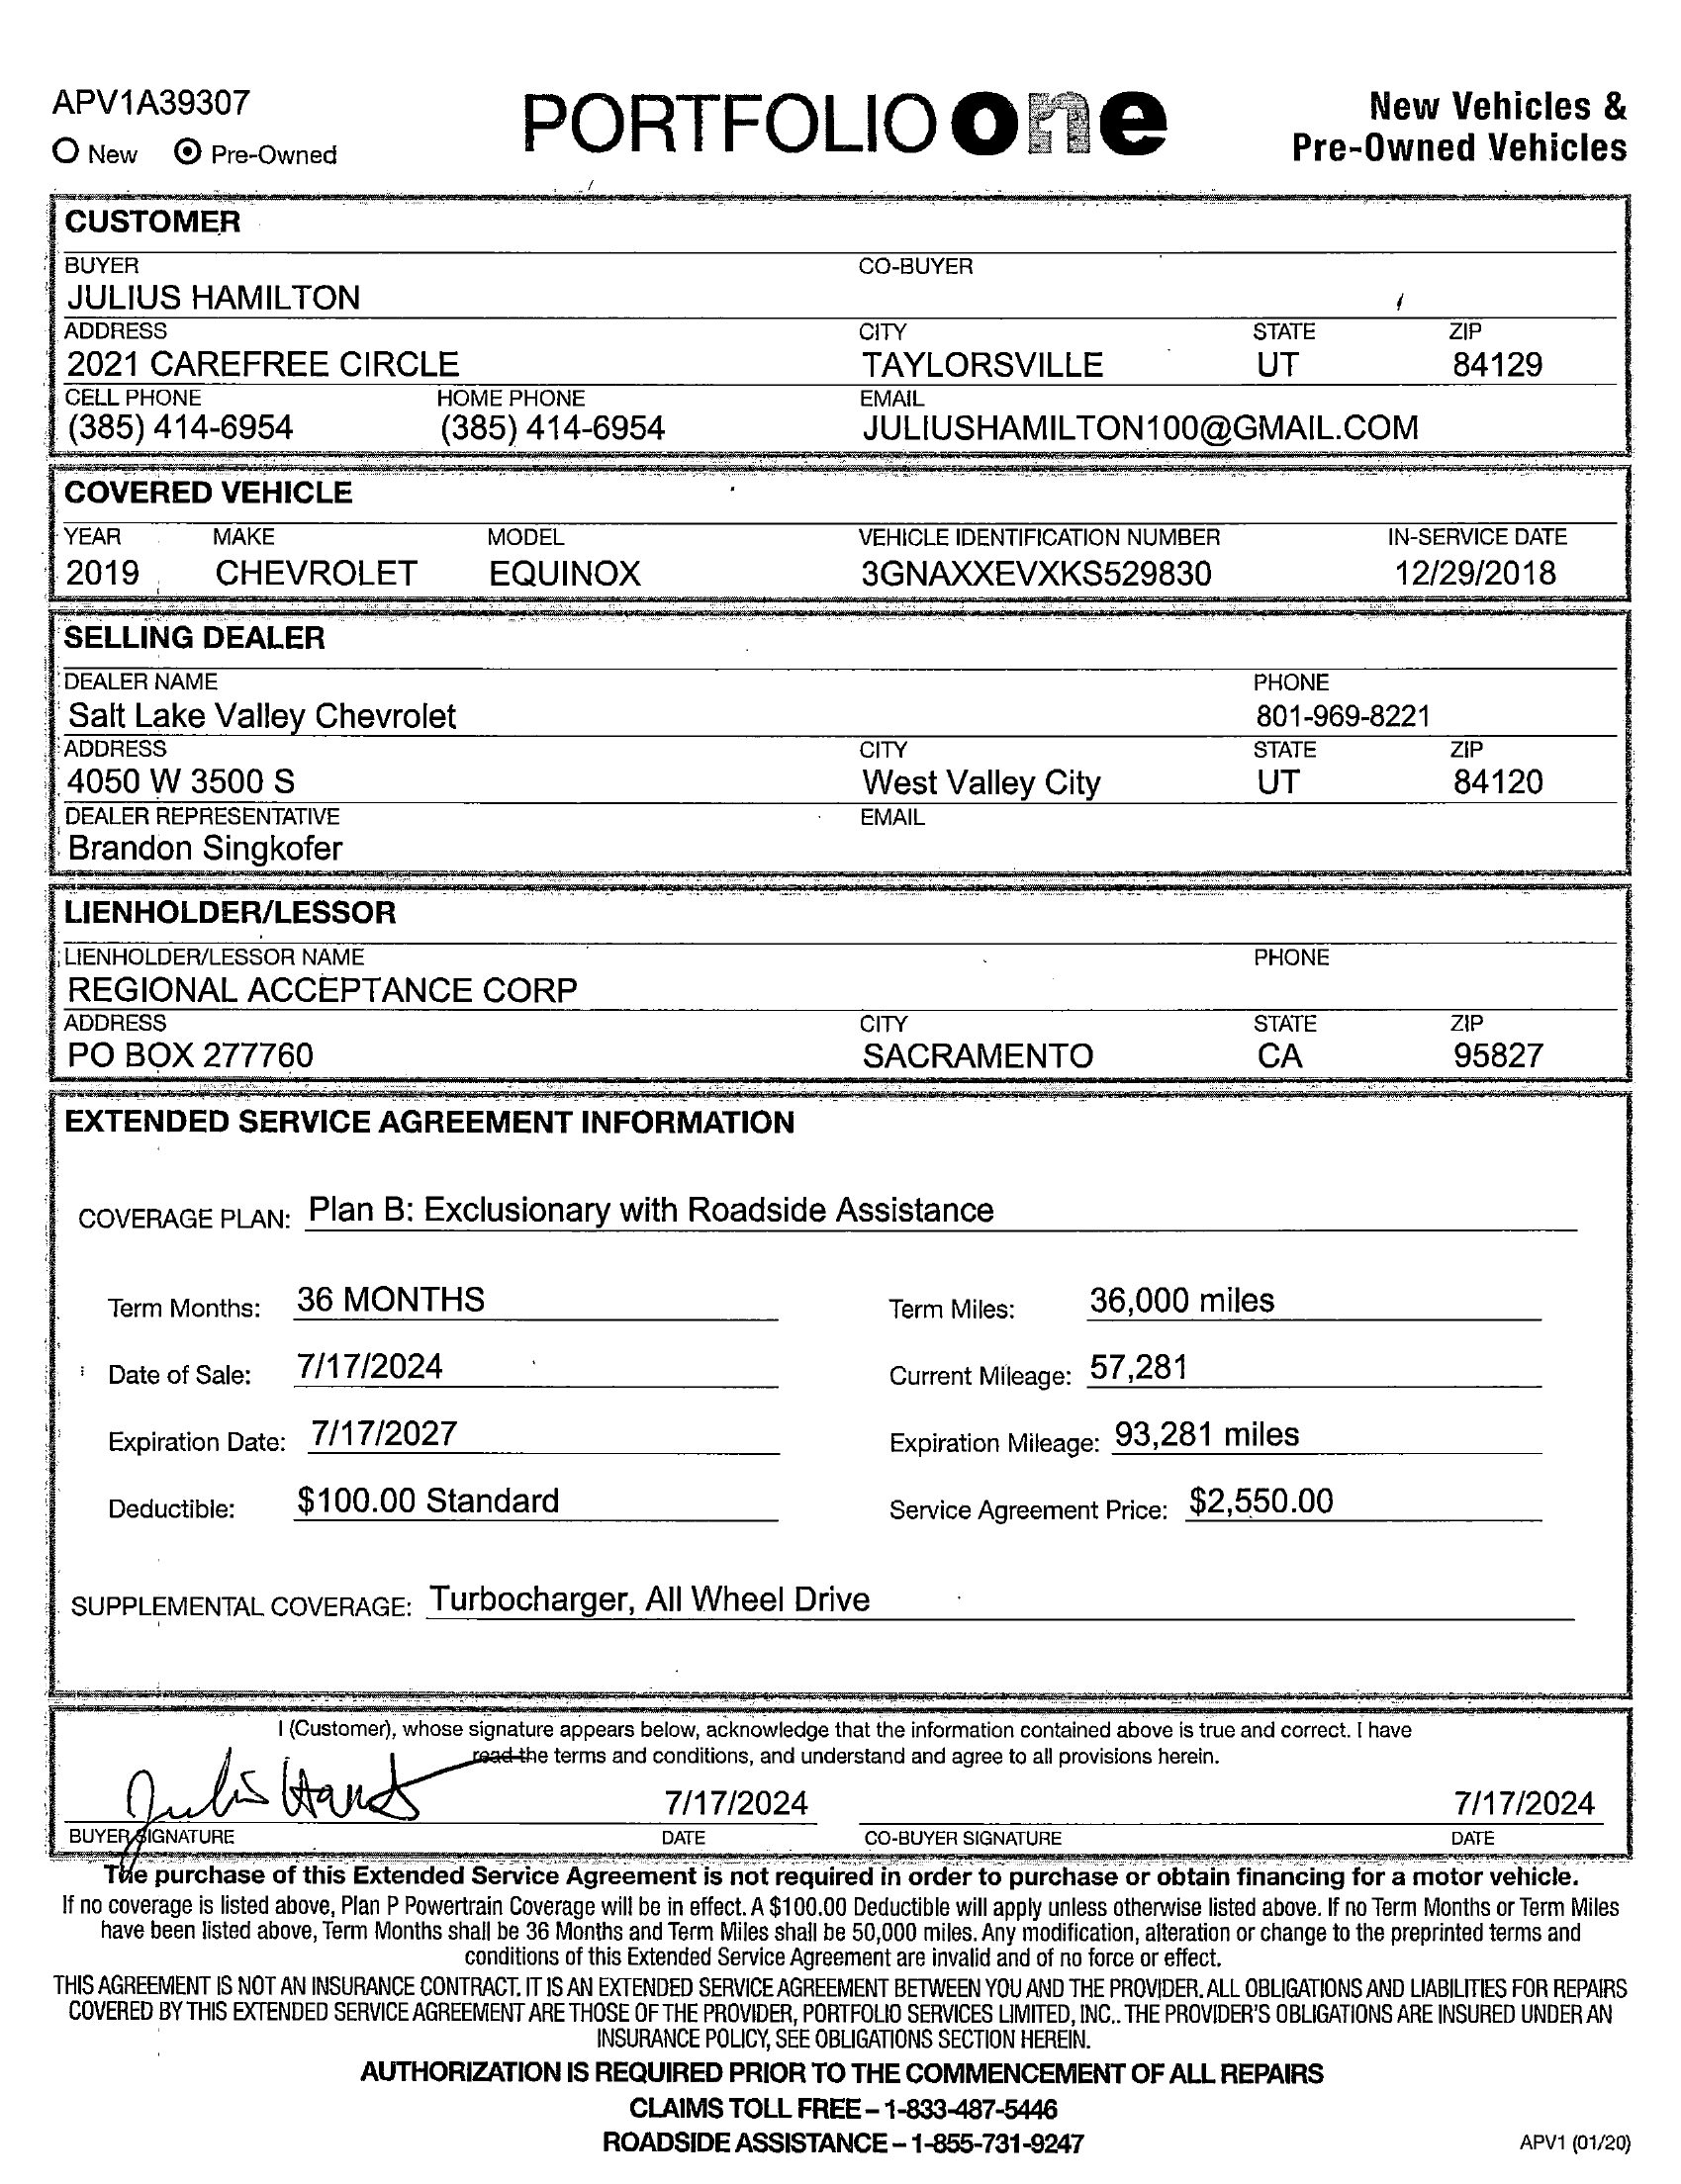 APV1A39307
New Pre-Owned
PORTFOLIO one
New Vehicles &
Pre-Owned Vehicles
CUSTOMER
BUYER CO-BUYER
JULIUS HAMILTON
ADDRESS CITY STATE ZIP
2021 CAREFREE CIRCLE TAYLORSVILLE UT 84129
CELL PHONE HOME PHONE EMAIL
(385) 414-6954 (385) 414-6954 JULIUSHAMILTON100@GMAIL.COM
COVERED VEHICLE
YEAR MAKE MODEL VEHICLE IDENTIFICATION NUMBER IN-SERVICE DATE
2019 CHEVROLET EQUINOX 3GNAXXEVXKS529830 12/29/2018
SELLING DEALER
DEALER NAME PHONE
Salt Lake Valley Chevrolet 801-969-8221
ADDRESS CITY STATE ZIP
4050 W 3500 S West Valley City UT 84120
DEALER REPRESENTATIVE EMAIL
Brandon Singkofer
LIENHOLDER/LESSOR
LIENHOLDER/LESSOR NAME PHONE
REGIONAL ACCEPTANCE CORP
ADDRESS CITY STATE ZIP
PO BOX 277760 SACRAMENTO CA 95827
EXTENDED SERVICE AGREEMENT INFORMATION
COVERAGE PLAN: Plan B: Exclusionary with Roadside Assistance
Term Months: 36 MONTHS Term Miles: 36,000 miles
Date of Sale: 7/17/2024 Current Mileage: 57,281
Expiration Date: 7/17/2027 Expiration Mileage: 93,281 miles
Deductible: $100.00 Standard Service Agreement Price: $2,550.00
SUPPLEMENTAL COVERAGE: Turbocharger, All Wheel Drive
I (Customer), whose signature appears below, acknowledge that the information contained above is true and correct. I have
read the terms and conditions, and understand and agree to all provisions herein.
7/17/2024 7/17/2024
BUYER SIGNATURE DATE CO-BUYER SIGNATURE DATE
The purchase of this Extended Service Agreement is not required in order to purchase or obtain financing for a motor vehicle.
If no coverage is listed above, Plan P Powertrain Coverage will be in effect. A $100.00 Deductible will apply unless otherwise listed above. If no Term Months or Term Miles
have been listed above, Term Months shall be 36 Months and Term Miles shall be 50,000 miles. Any modification, alteration or change to the preprinted terms and
conditions of this Extended Service Agreement are invalid and of no force or effect.
THIS AGREEMENT IS NOT AN INSURANCE CONTRACT. IT IS AN EXTENDED SERVICE AGREEMENT BETWEEN YOU AND THE PROVIDER. ALL OBLIGATIONS AND LIABILITIES FOR REPAIRS
COVERED BY THIS EXTENDED SERVICE AGREEMENT ARE THOSE OF THE PROVIDER, PORTFOLIO SERVICES LIMITED, INC.. THE PROVIDER'S OBLIGATIONS ARE INSURED UNDER AN
INSURANCE POLICY, SEE OBLIGATIONS SECTION HEREIN.
AUTHORIZATION IS REQUIRED PRIOR TO THE COMMENCEMENT OF ALL REPAIRS
CLAIMS TOLL FREE – 1-833-487-5446
ROADSIDE ASSISTANCE – 1-855-731-9247
APV1 (01/20)